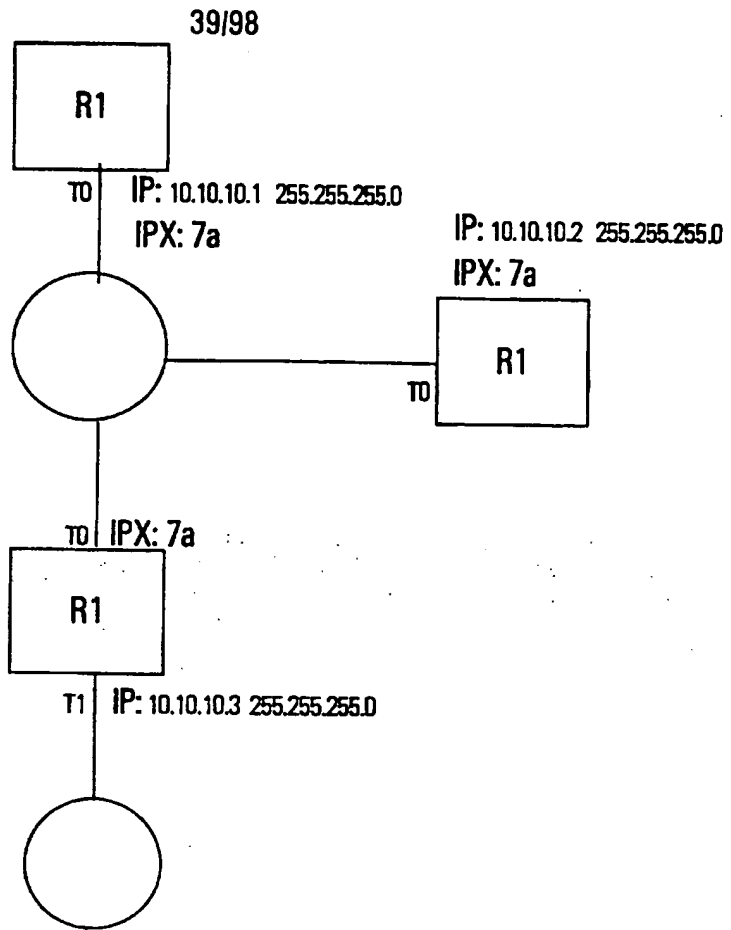 39/98
R1
T0 IP: 10.10.10.1 255.255.255.0
IPX: 7a
IP: 10.10.10.2 255.255.255.0
IPX: 7a
R1
T0
T0 IPX: 7a
R1
T1 IP: 10.10.10.3 255.255.255.0